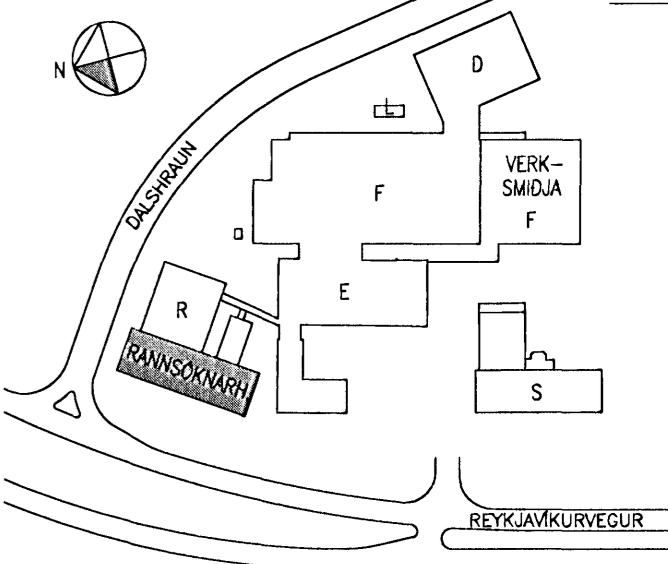 N
D
L
DALSHRAUN
VERK-
SMIÐJA
F
F
E
R
RANNSÓKNARH.
S
REYKJAVÍKURVEGUR